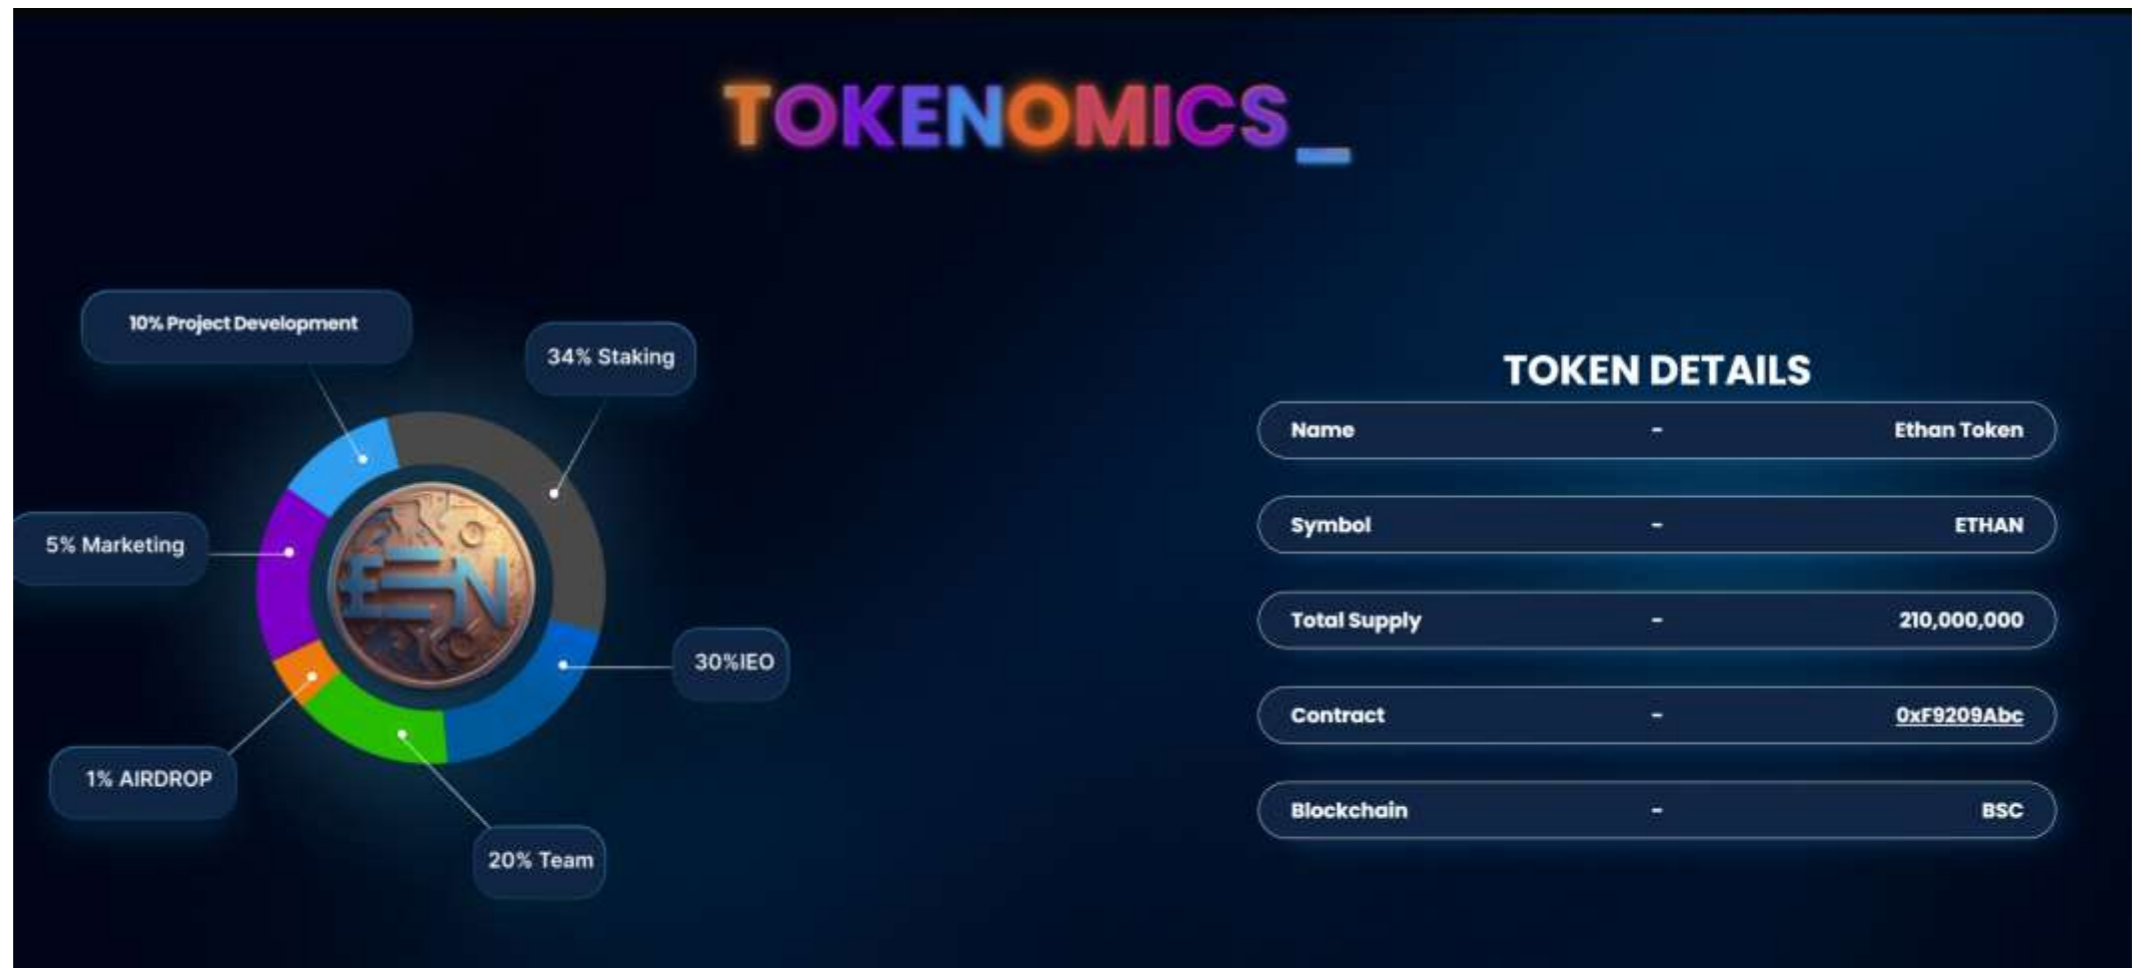 TOKENOMICS_
10% Project Development
34% Staking
5% Marketing
30%IEO
1% AIRDROP
20% Team
TOKEN DETAILS
Name - Ethan Token
Symbol - ETHAN
Total Supply - 210,000,000
Contract - 0xF9209Abc
Blockchain - BSC